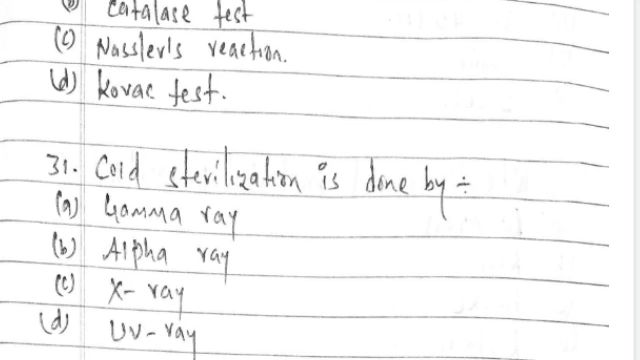 (b) Catalase test
(c) Nassler's reaction.
(d) Kovac test.
31. Cold sterilization is done by ÷
(a) Gamma ray
(b) Alpha ray
(c) X-ray
(d) UV-ray